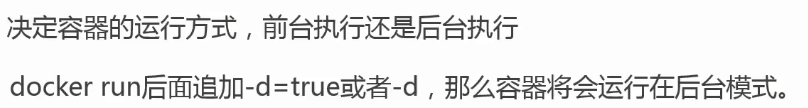 决定容器的运行方式，前台执行还是后台执行
docker run后面追加-d=true或者-d，那么容器将会运行在后台模式。